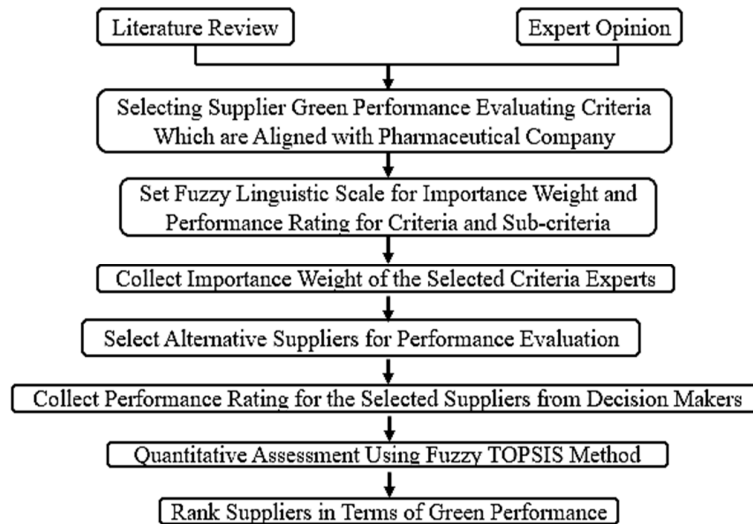 Literature Review
Expert Opinion
Selecting Supplier Green Performance Evaluating Criteria
Which are Aligned with Pharmaceutical Company
Set Fuzzy Linguistic Scale for Importance Weight and
Performance Rating for Criteria and Sub-criteria
Collect Importance Weight of the Selected Criteria Experts
Select Alternative Suppliers for Performance Evaluation
Collect Performance Rating for the Selected Suppliers from Decision Makers
Quantitative Assessment Using Fuzzy TOPSIS Method
Rank Suppliers in Terms of Green Performance